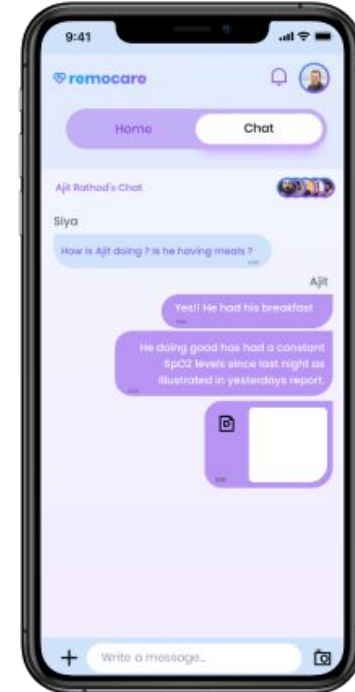 9:41
remocare
Home
Chat
Ajit Rathod's Chat
Siya
How is Ajit doing ? Is he having meals ?
Ajit
Yes!! He had his breakfast
He doing good has had a constant
SpO2 levels since last night as
illustrated in yesterdays report.
Write a message...